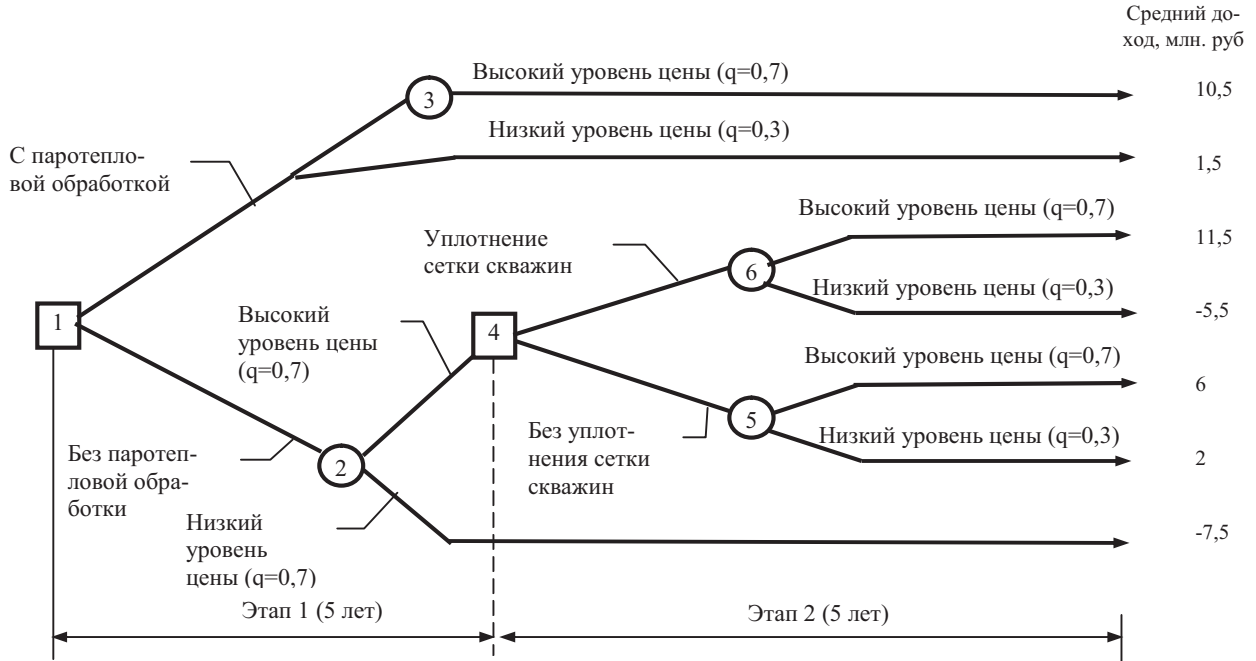 Средний до-
ход, млн. руб
Высокий уровень цены (q=0,7)
10,5
3
Низкий уровень цены (q=0,3)
1,5
С паротепло-
вой обработкой
Высокий уровень цены (q=0,7)
11,5
Уплотнение
сетки скважин
6
Низкий уровень цены (q=0,3)
-5,5
1
Высокий
уровень цены
(q=0,7)
4
Высокий уровень цены (q=0,7)
6
5
Без уплот-
нения сетки
скважин
Низкий уровень цены (q=0,3)
2
Без паротеп-
ловой обра-
ботки
2
Низкий
уровень
цены (q=0,7)
-7,5
Этап 1 (5 лет)
Этап 2 (5 лет)